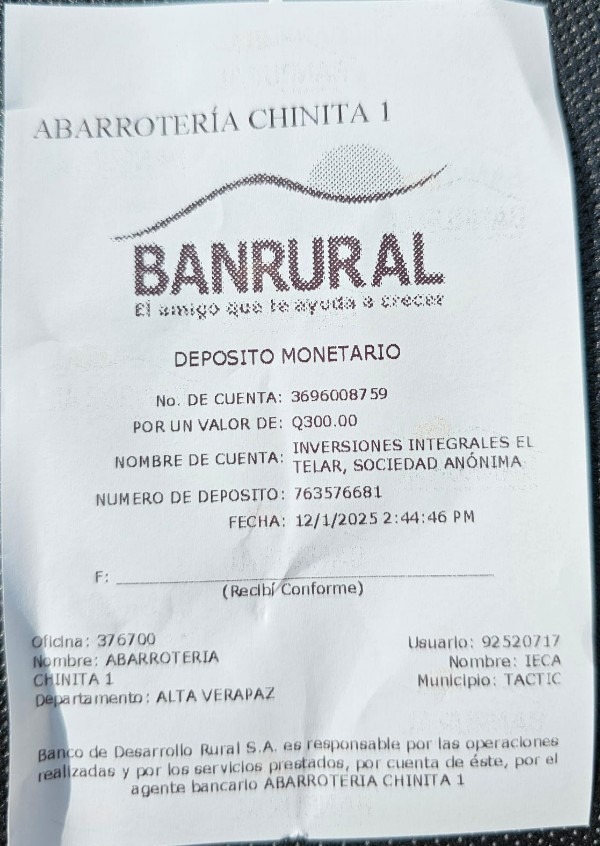 ABARROTERÍA CHINITA 1
BANRURAL
El amigo que te ayuda a crecer
DEPOSITO MONETARIO
No. DE CUENTA: 3696008759
POR UN VALOR DE: Q300.00
NOMBRE DE CUENTA: INVERSIONES INTEGRALES EL
TELAR, SOCIEDAD ANÓNIMA
NUMERO DE DEPOSITO: 763576681
FECHA: 12/1/2025 2:44:46 PM
F:
(Recibí Conforme)
Oficina: 376700
Nombre: ABARROTERIA
CHINITA 1
Departamento: ALTA VERAPAZ
Usuario: 92520717
Nombre: IECA
Municipio: TACTIC
Banco de Desarrollo Rural S.A. es responsable por las operaciones
realizadas y por los servicios prestados, por cuenta de éste, por el
agente bancario ABARROTERIA CHINITA 1